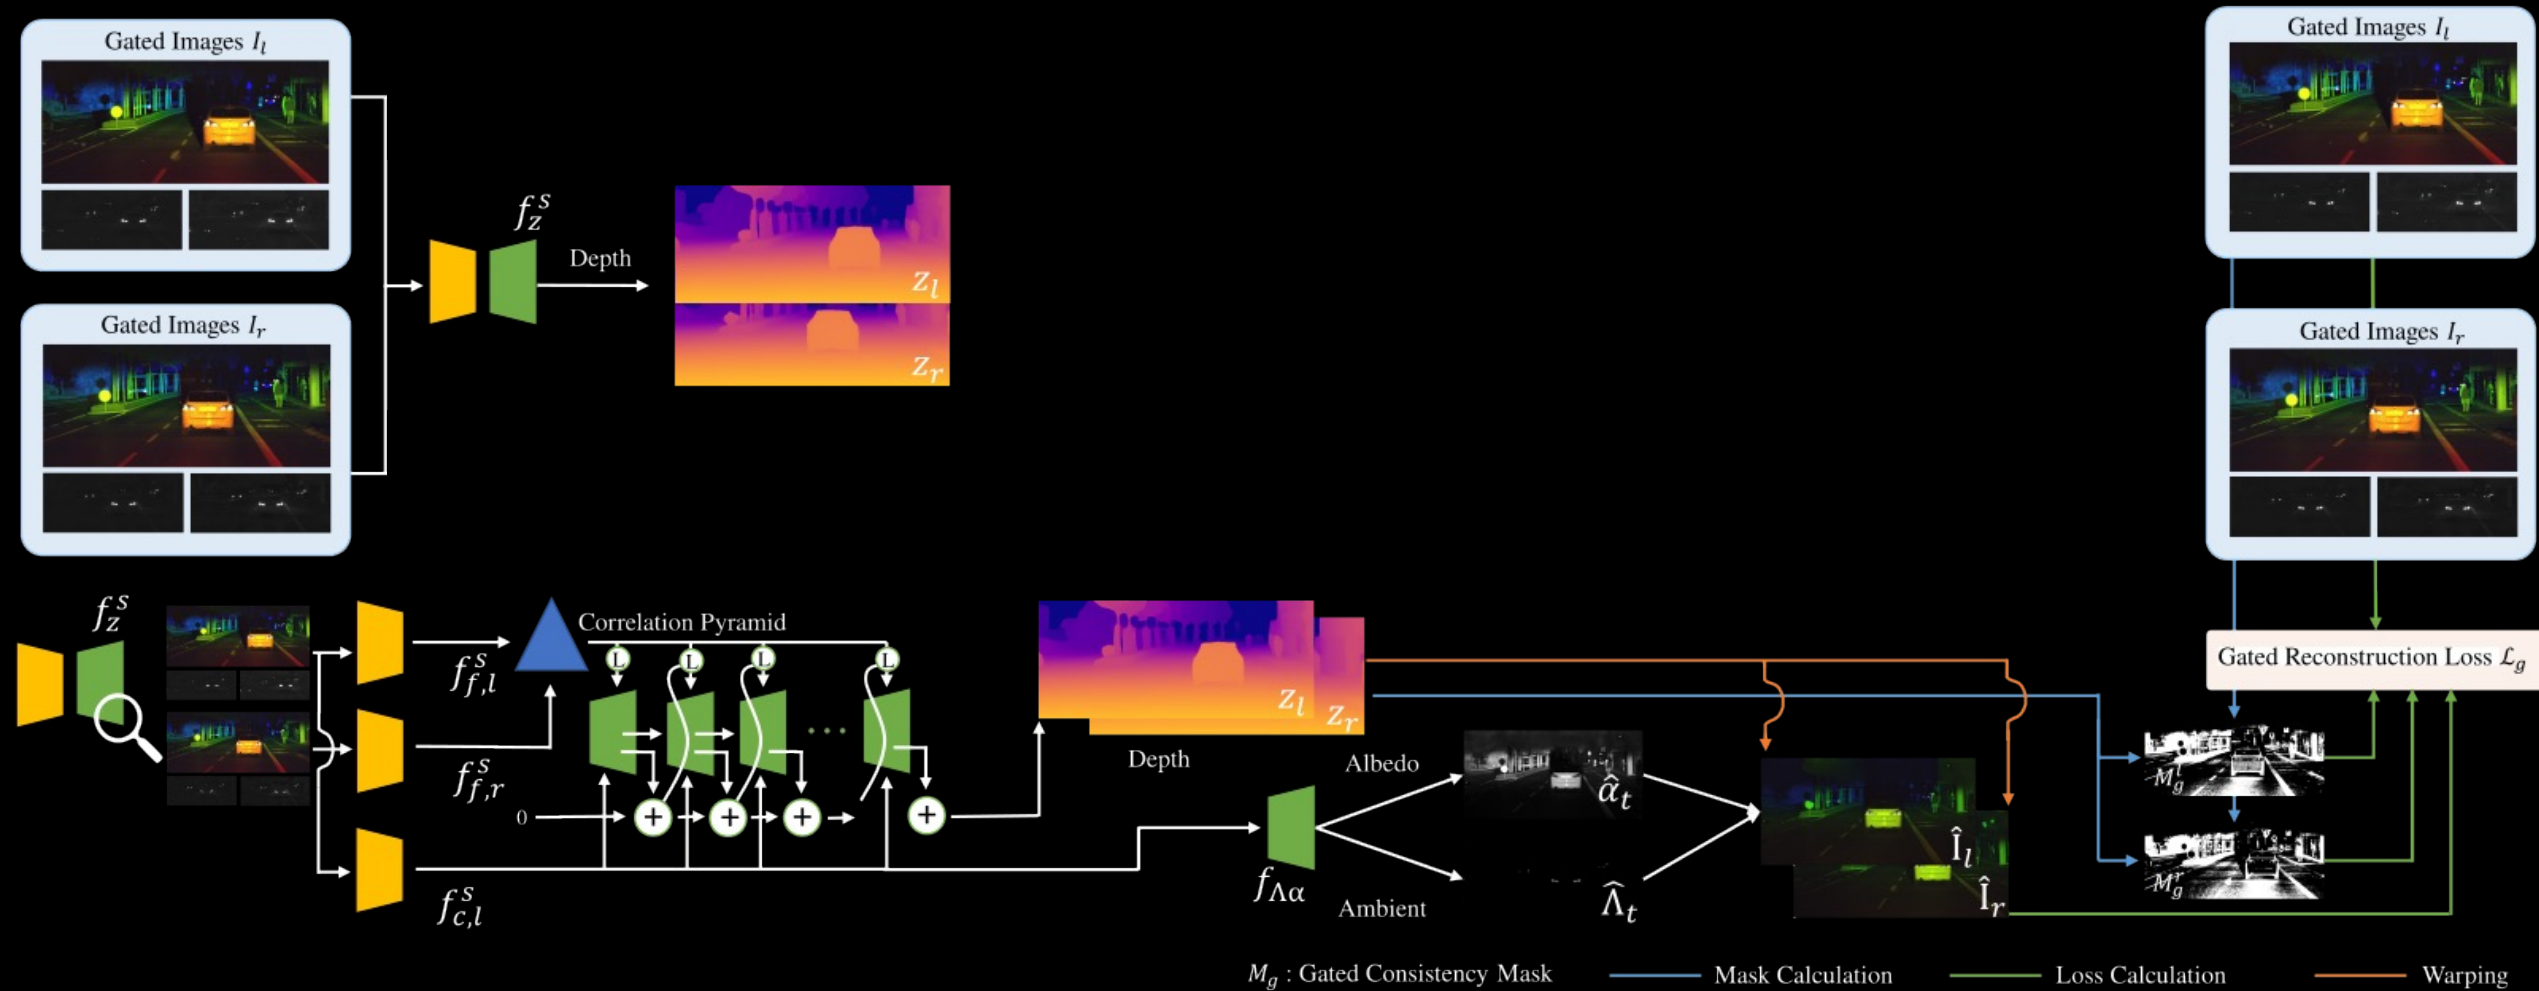 Gated Images I_l
Gated Images I_l
f_z^s
Depth
z_l
Gated Images I_r
Gated Images I_r
z_r
f_z^s
Correlation Pyramid
L
L
L
L
f_{f,l}^s
Gated Reconstruction Loss ℒ_g
z_l
z_r
f_{f,r}^s
...
Depth
Albedo
α̂_t
M_g^l
0
+
+
+
+
Î_l
f_{Λα}
M_g^r
f_{c,l}^s
Ambient
Λ̂_t
Î_r
M_g : Gated Consistency Mask
Mask Calculation
Loss Calculation
Warping